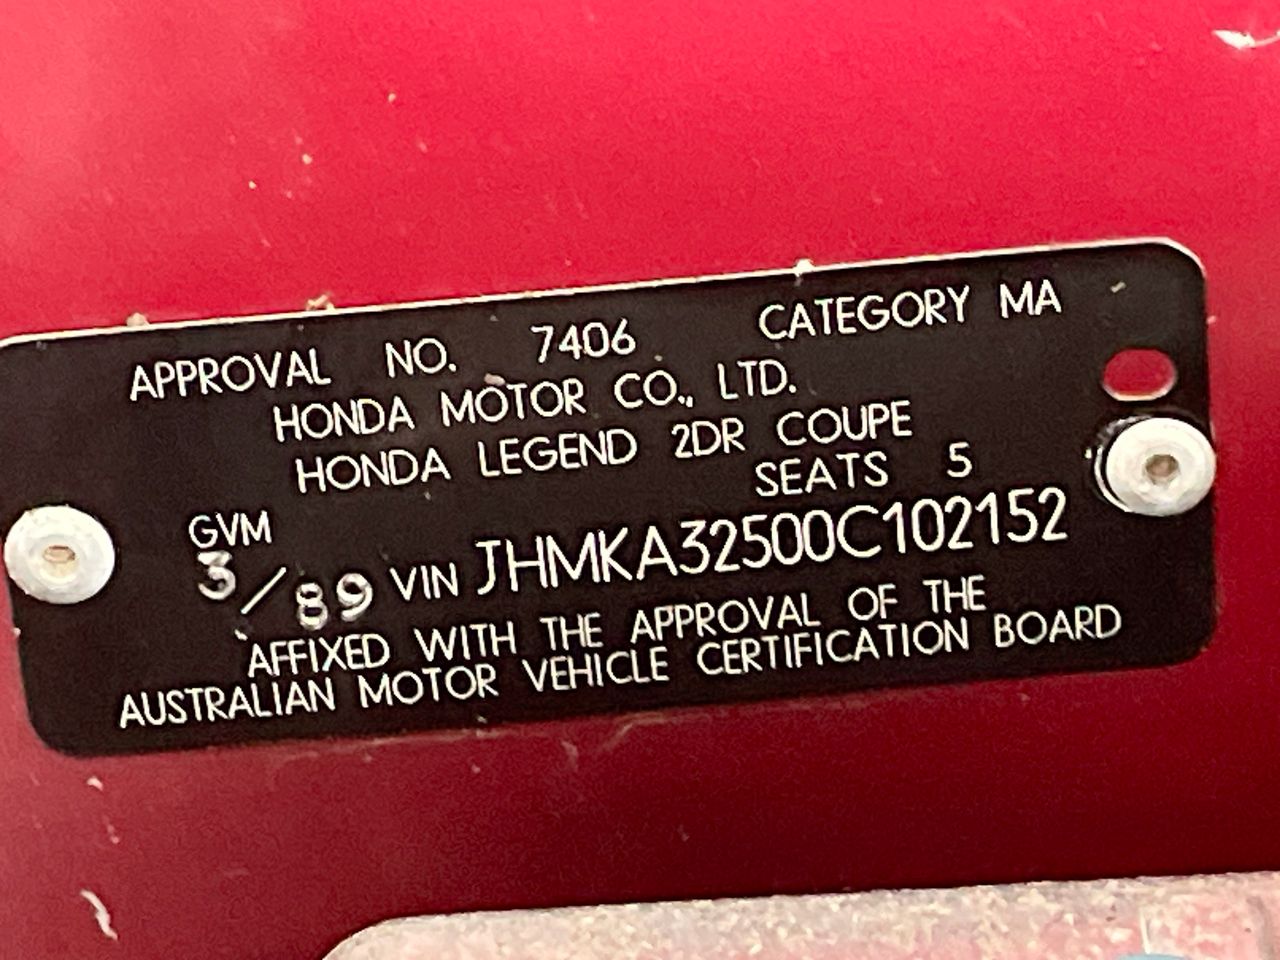 APPROVAL NO. 7406 CATEGORY MA
HONDA MOTOR CO., LTD.
HONDA LEGEND 2DR COUPE
SEATS 5
GVM
3/89 VIN JHMKA32500C102152
AFFIXED WITH THE APPROVAL OF THE
AUSTRALIAN MOTOR VEHICLE CERTIFICATION BOARD